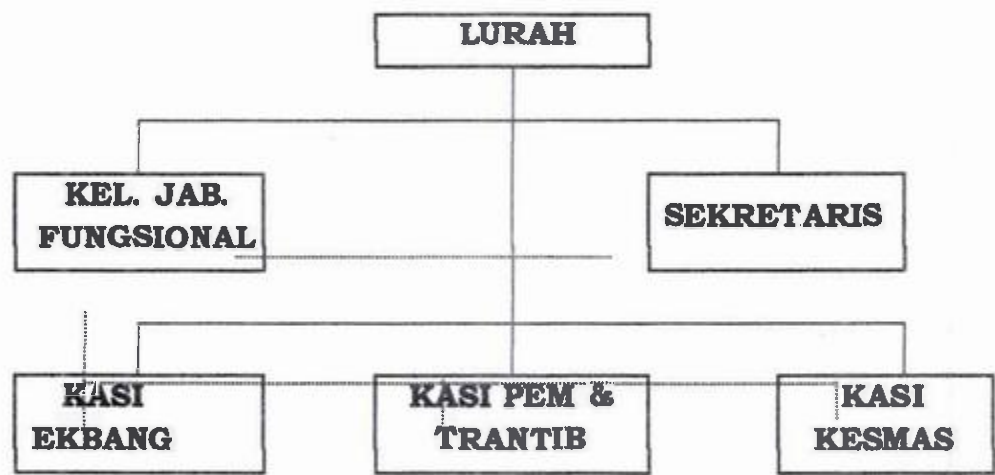 LURAH
KEL. JAB.
FUNGSIONAL
SEKRETARIS
KASI
EKBANG
KASI PEM &
TRANTIB
KASI
KESMAS